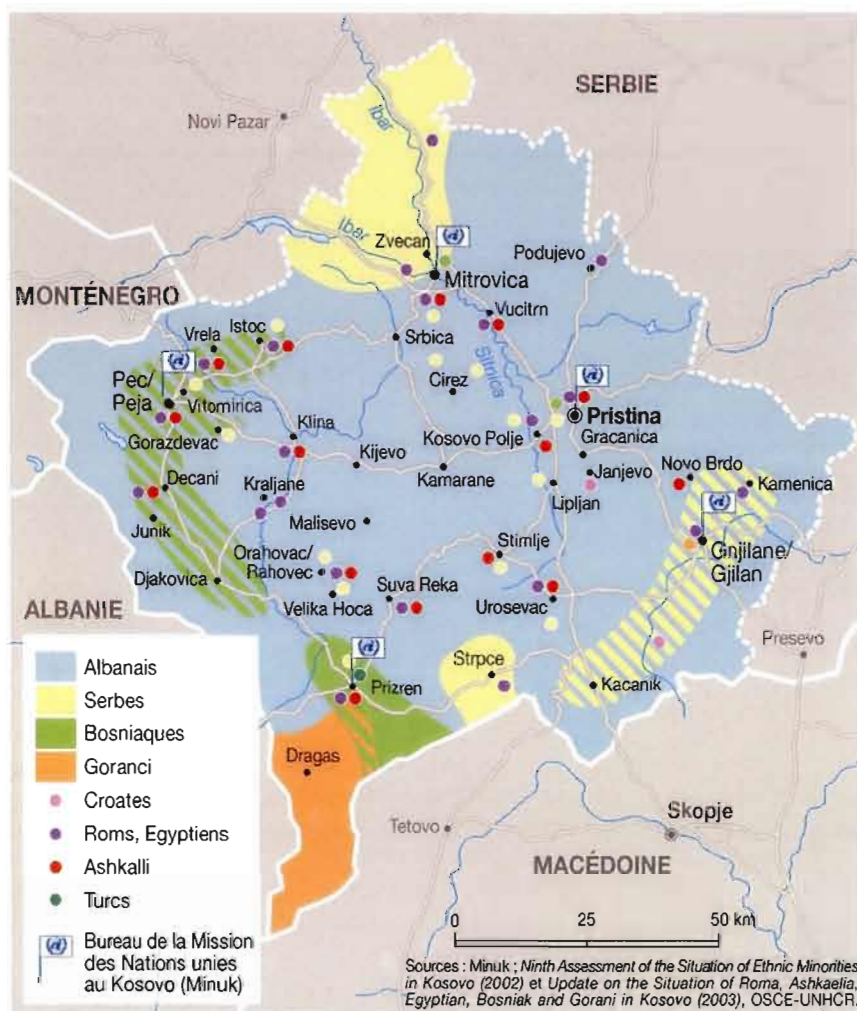 SERBIE
Novi Pazar
Ibar
Ibar
Zvecan
Podujevo
Mitrovica
MONTÉNÉGRO
Istoc
Vrela
Vucitrn
Srbica
Sitnica
Pec/
Peja
Cirez
Vitomirica
Pristina
Klina
Gorazdevac
Kosovo Polje
Gracanica
Kijevo
Decani
Kraljane
Kamarane
Janjevo
Novo Brdo
Kamenica
Lipljan
Junik
Malisevo
Gnjilane/
Gjilan
Stimlje
Orahovac/
Rahovec
Djakovica
Suva Reka
Velika Hoca
Urosevac
ALBANIE
Presevo
Strpce
Prizren
Kacanik
Dragas
Skopje
Tetovo
MACÉDOINE
Albanais
Serbes
Bosniaques
Goranci
Croates
Roms, Egyptiens
Ashkalli
Turcs
Bureau de la Mission
des Nations unies
au Kosovo (Minuk)
0 25 50 km
Sources : Minuk ; Ninth Assessment of the Situation of Ethnic Minorities
in Kosovo (2002) et Update on the Situation of Roma, Ashkaelia,
Egyptian, Bosniak and Gorani in Kosovo (2003), OSCE-UNHCR.